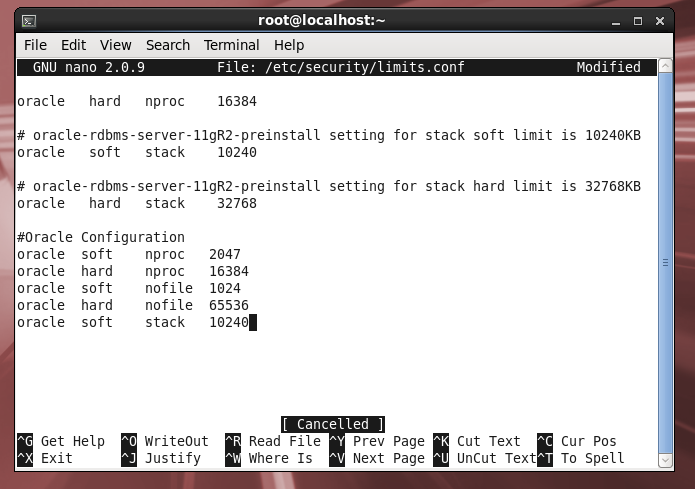 root@localhost:~
File Edit View Search Terminal Help
GNU nano 2.0.9 File: /etc/security/limits.conf Modified
oracle hard nproc 16384
# oracle-rdbms-server-11gR2-preinstall setting for stack soft limit is 10240KB
oracle soft stack 10240
# oracle-rdbms-server-11gR2-preinstall setting for stack hard limit is 32768KB
oracle hard stack 32768
#Oracle Configuration
oracle soft nproc 2047
oracle hard nproc 16384
oracle soft nofile 1024
oracle hard nofile 65536
oracle soft stack 10240
[ Cancelled ]
^G Get Help ^O WriteOut ^R Read File ^Y Prev Page ^K Cut Text ^C Cur Pos
^X Exit ^J Justify ^W Where Is ^V Next Page ^U UnCut Text ^T To Spell